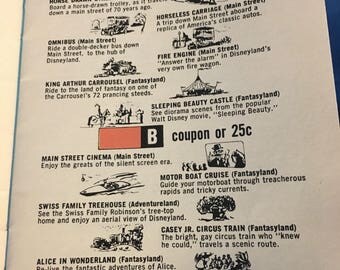 Board a horse-drawn trolley, as it travels
down a main street of 70 years ago.
HORSELESS CARRIAGE (Main Street)
A trip down Main Street aboard a
replica of America's classic autos.
OMNIBUS (Main Street)
Ride a double-decker bus down
Main Street, to the hub of
Disneyland.
FIRE ENGINE (Main Street)
"Answer the alarm" in Disneyland's
very own fire wagon.
KING ARTHUR CARROUSEL (Fantasyland)
Ride to the land of fantasy on one
of the Carrousel's 72 prancing steeds.
SLEEPING BEAUTY CASTLE (Fantasyland)
See diorama scenes from the popular
Walt Disney movie, "Sleeping Beauty."
B coupon or 25c
MAIN STREET CINEMA (Main Street)
Enjoy the greats of the silent screen era.
MOTOR BOAT CRUISE (Fantasyland)
Guide your motorboat through treacherous
rapids and tricky currents.
SWISS FAMILY TREEHOUSE (Adventureland)
See the Swiss Family Robinson's tree-top
home and enjoy an aerial view of Disneyland.
CASEY JR. CIRCUS TRAIN (Fantasyland)
The bright, gay circus train who "knew
he could," travels a scenic route.
ALICE IN WONDERLAND (Fantasyland)
Re-live the fantastic adventures of Alice,